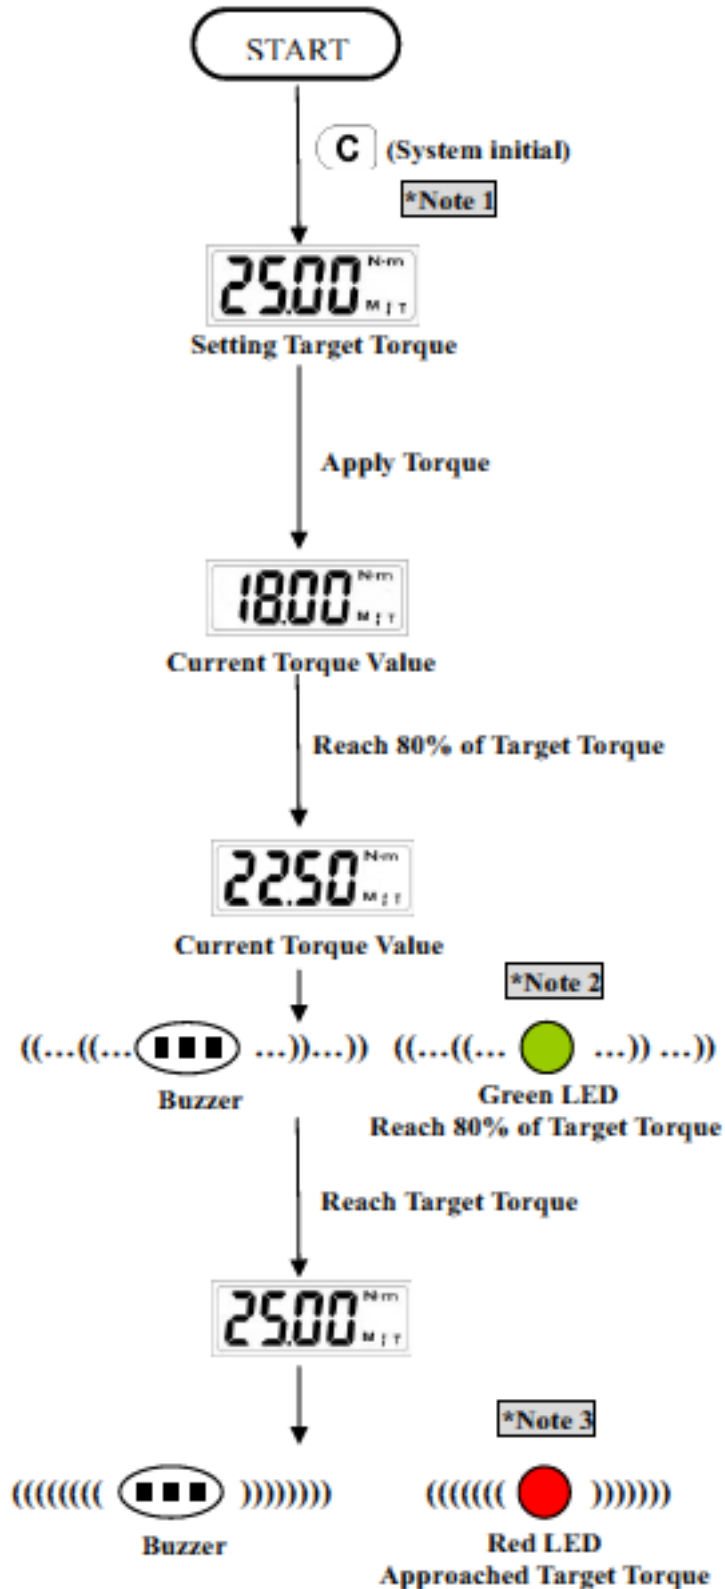 START
C (System initial)
*Note 1
25.00 N·m
M T
Setting Target Torque
Apply Torque
18.00 N·m
M T
Current Torque Value
Reach 80% of Target Torque
22.50 N·m
M T
Current Torque Value
*Note 2
((...((... ...))...)) ((...((... ...)) ...))
Buzzer
Green LED
Reach 80% of Target Torque
Reach Target Torque
25.00 N·m
M T
*Note 3
(((((((( )))))))) ((((((( )))))))
Buzzer
Red LED
Approached Target Torque